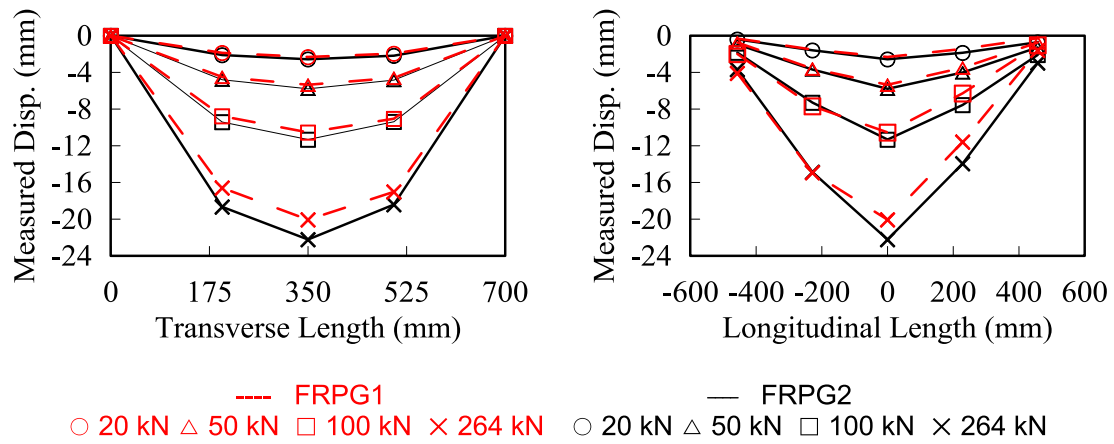 Measured Disp. (mm)
0
-4
-8
-12
-16
-20
-24
0 175 350 525 700
Transverse Length (mm)
Measured Disp. (mm)
0
-4
-8
-12
-16
-20
-24
-600 -400 -200 0 200 400 600
Longitudinal Length (mm)
FRPG1
20 kN 50 kN 100 kN 264 kN
FRPG2
20 kN 50 kN 100 kN 264 kN